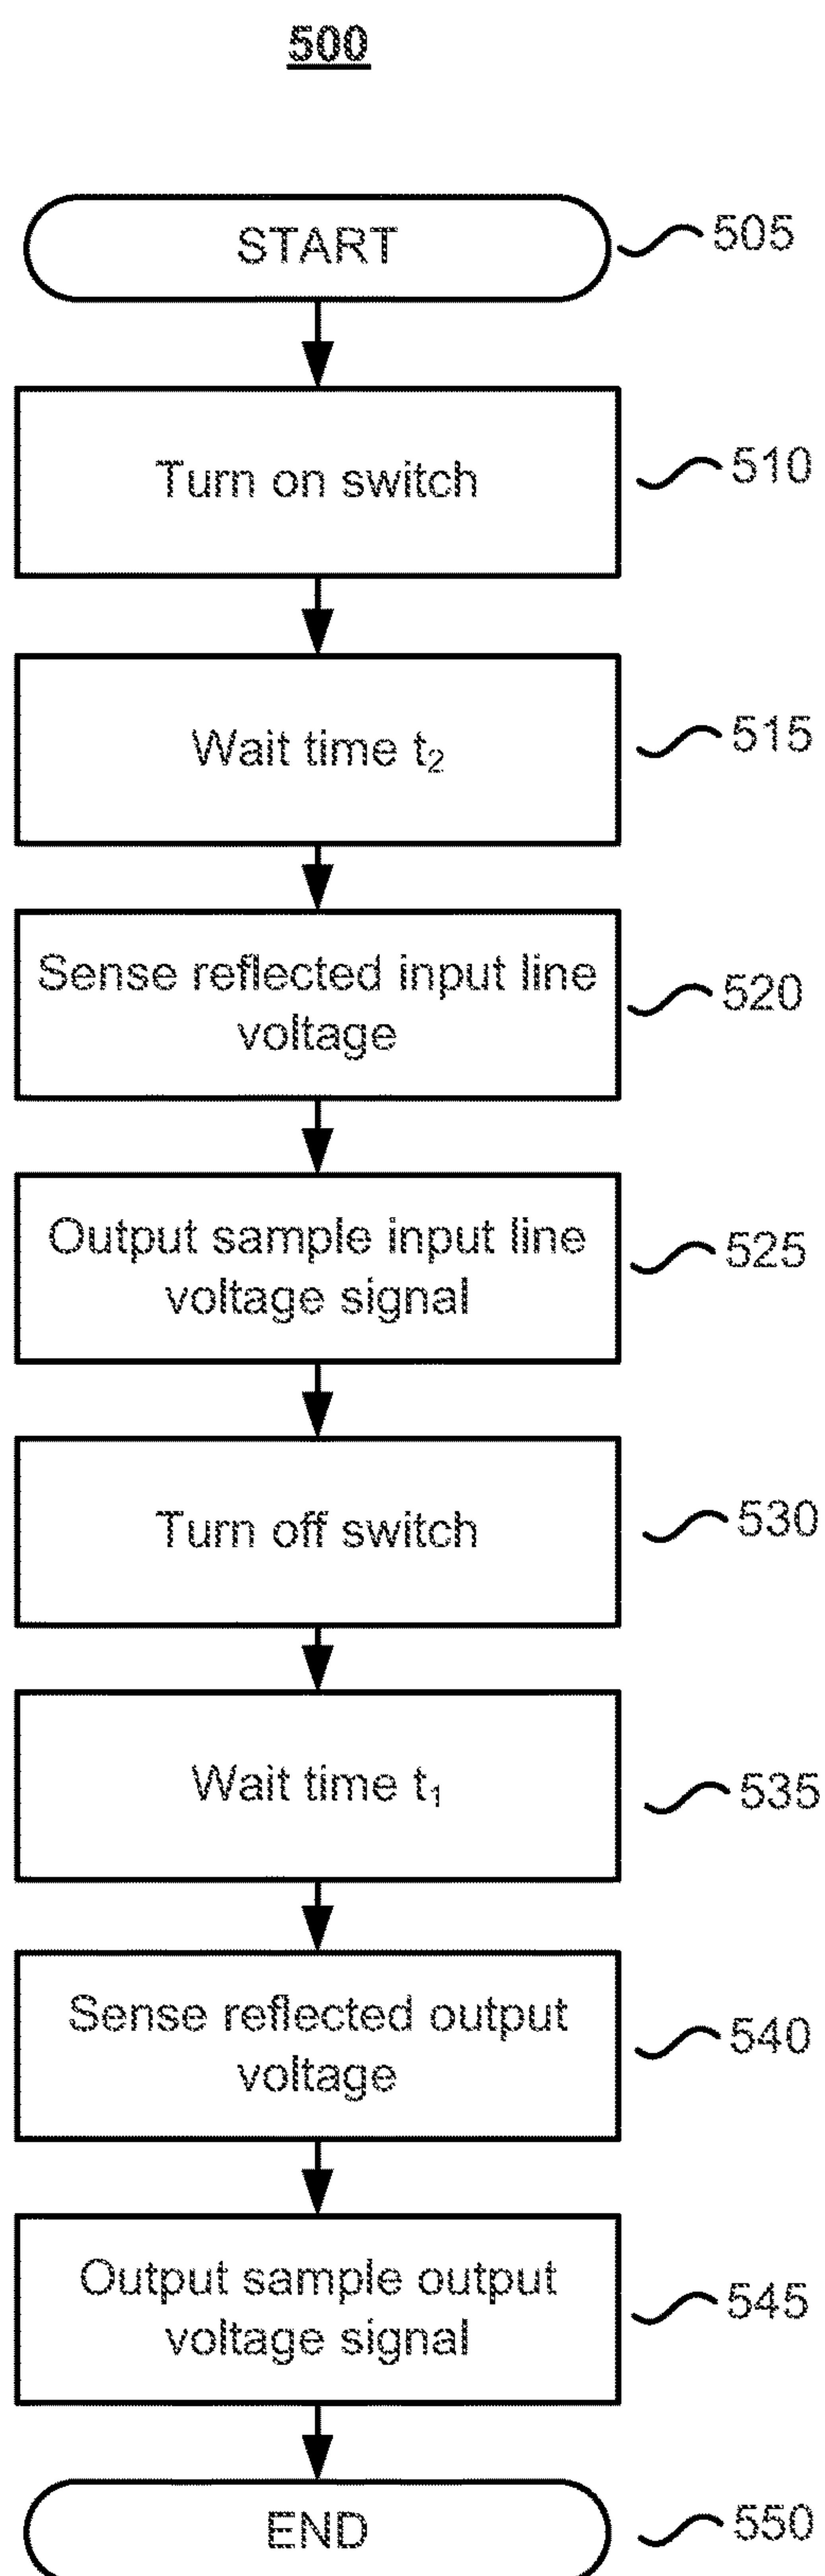 500
START
505
Turn on switch
510
Wait time t₂
515
Sense reflected input line
voltage
520
Output sample input line
voltage signal
525
Turn off switch
530
Wait time t₁
535
Sense reflected output
voltage
540
Output sample output
voltage signal
545
END
550